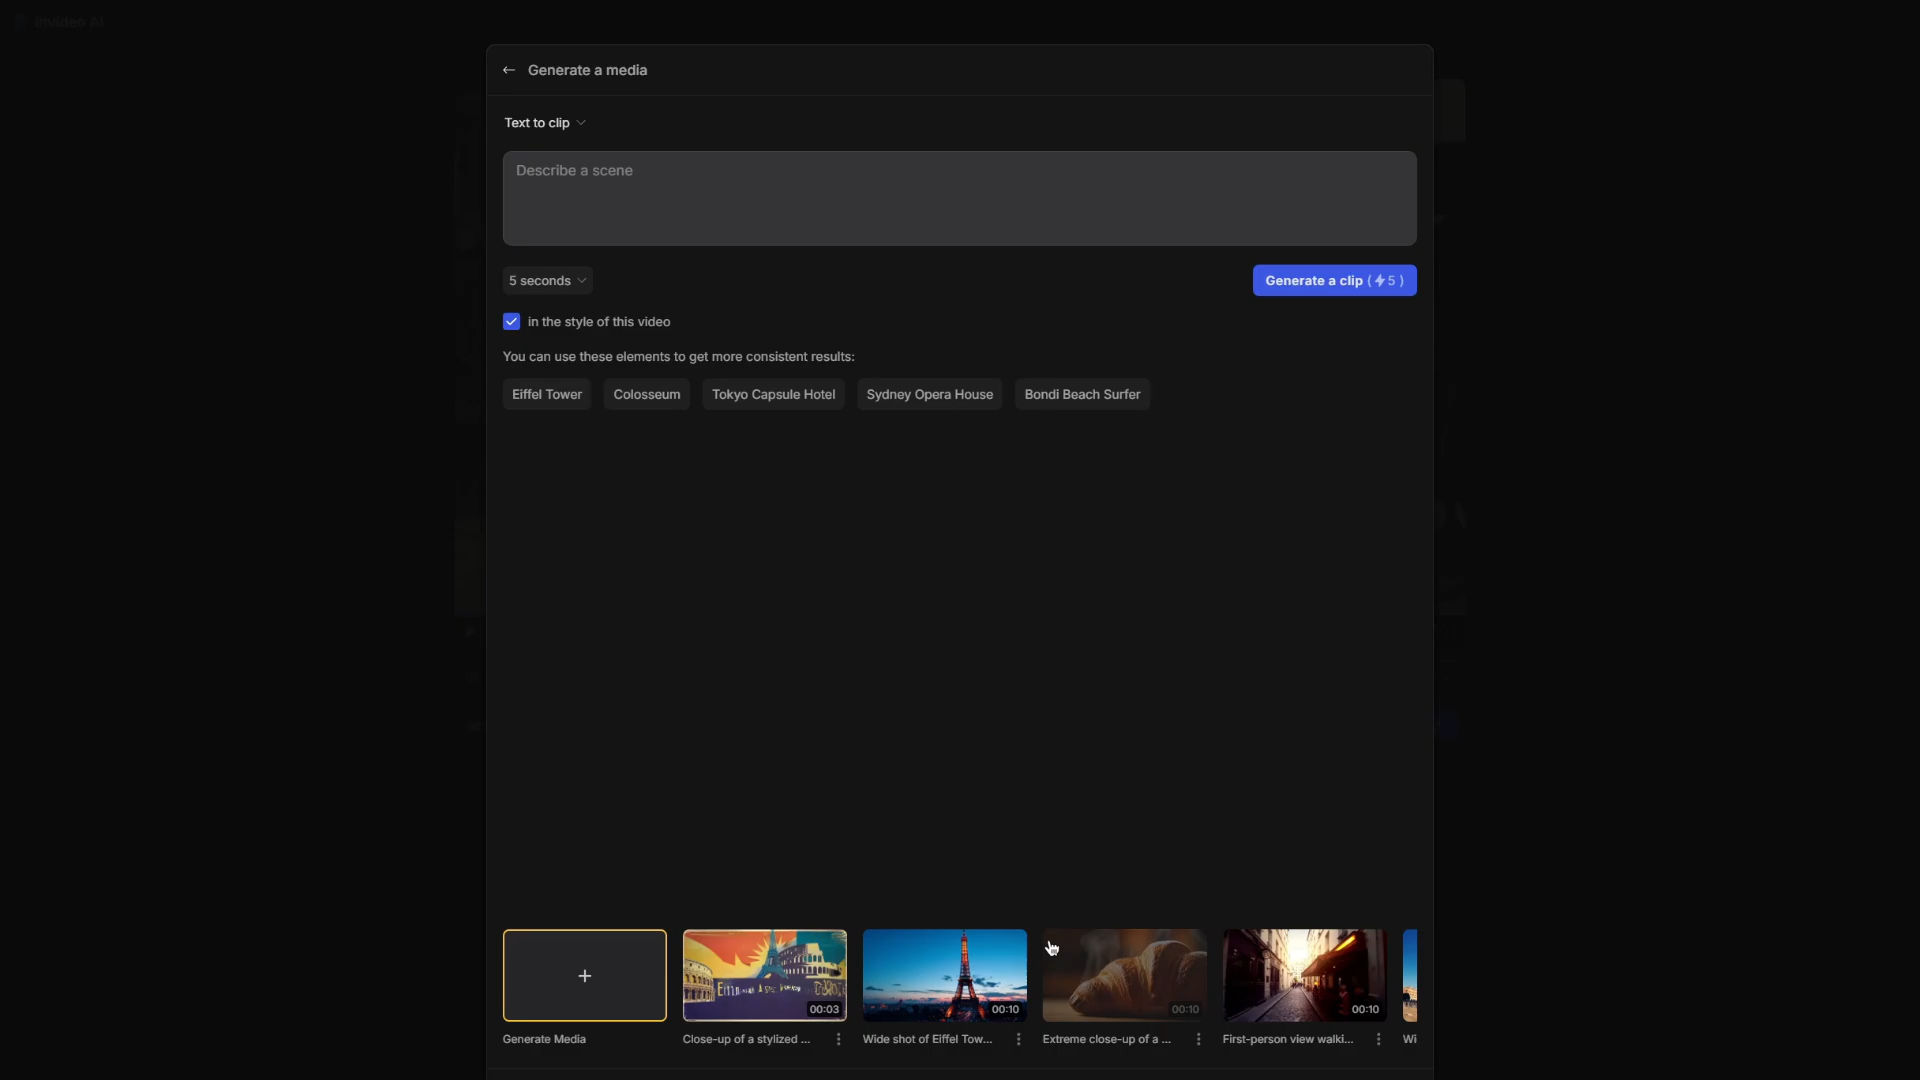 invideo AI
Generate a media
Text to clip
Describe a scene
5 seconds
Generate a clip ( 5 )
in the style of this video
You can use these elements to get more consistent results:
Eiffel Tower
Colosseum
Tokyo Capsule Hotel
Sydney Opera House
Bondi Beach Surfer
00:03
00:10
00:10
00:10
Generate Media
Close-up of a stylized ...
Wide shot of Eiffel Tow...
Extreme close-up of a ...
First-person view walki...
Wi